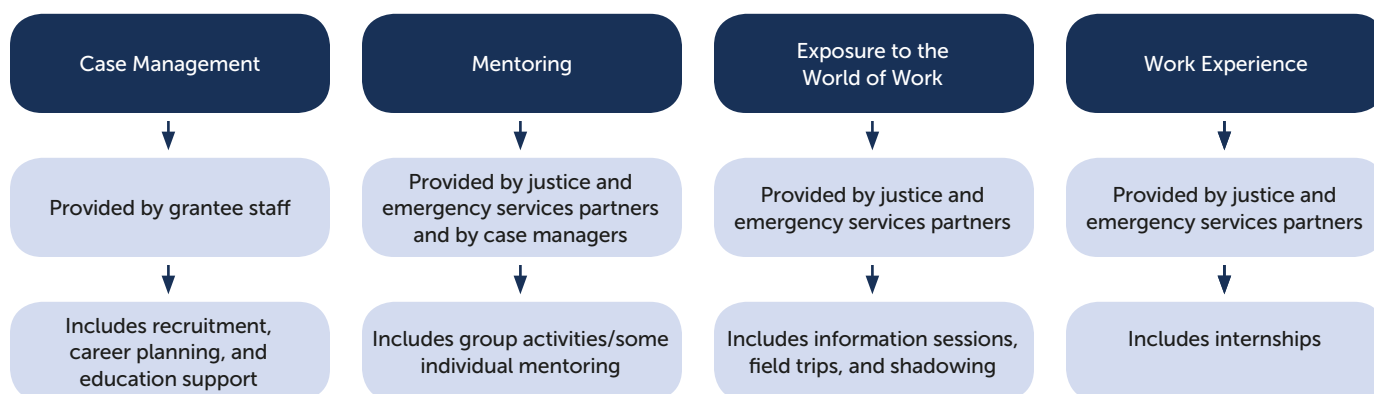 Case Management
Mentoring
Exposure to the
World of Work
Work Experience
Provided by grantee staff
Provided by justice and
emergency services partners
and by case managers
Provided by justice and
emergency services partners
Provided by justice and
emergency services partners
Includes recruitment,
career planning, and
education support
Includes group activities/some
individual mentoring
Includes information sessions,
field trips, and shadowing
Includes internships